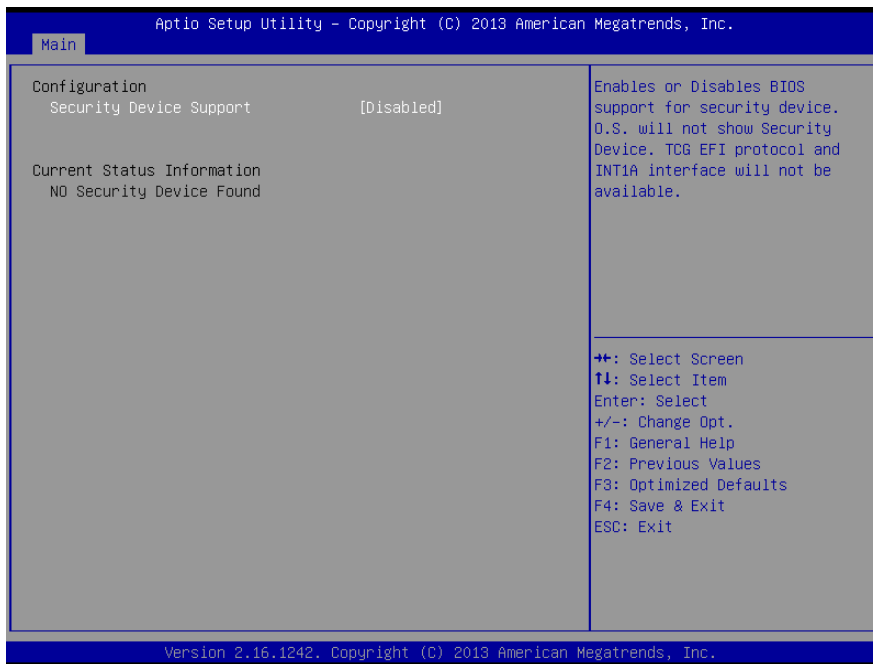 Aptio Setup Utility – Copyright (C) 2013 American Megatrends, Inc.
Main
Configuration
Security Device Support [Disabled]
Current Status Information
NO Security Device Found
Enables or Disables BIOS
support for security device.
O.S. will not show Security
Device. TCG EFI protocol and
INT1A interface will not be
available.
→←: Select Screen
↑↓: Select Item
Enter: Select
+/-: Change Opt.
F1: General Help
F2: Previous Values
F3: Optimized Defaults
F4: Save & Exit
ESC: Exit
Version 2.16.1242. Copyright (C) 2013 American Megatrends, Inc.